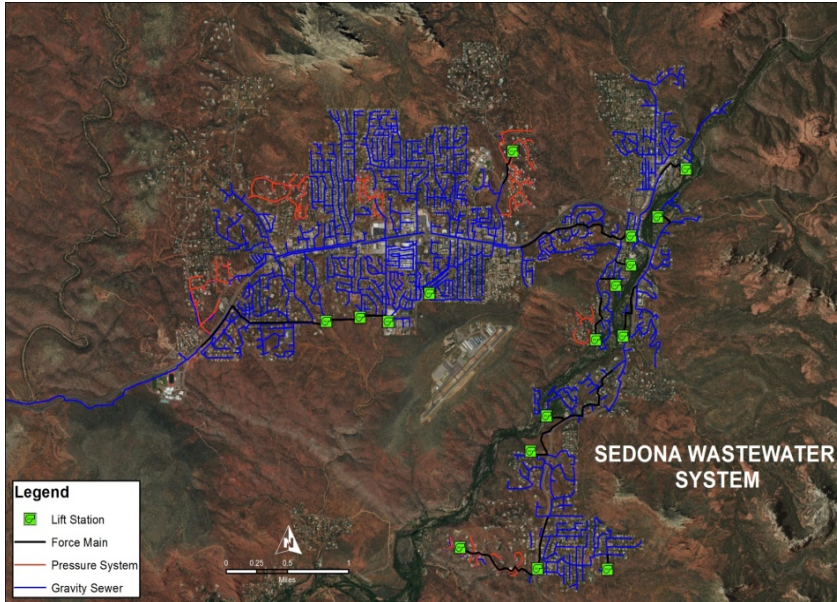 SEDONA WASTEWATER
SYSTEM
Legend
Lift Station
Force Main
Pressure System
Gravity Sewer
N
0 0.25 0.5 1
Miles